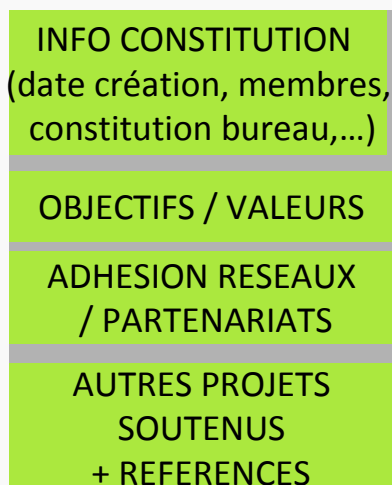 INFO CONSTITUTION
(date création, membres,
constitution bureau,…)
OBJECTIFS / VALEURS
ADHESION RESEAUX
/ PARTENARIATS
AUTRES PROJETS
SOUTENUS
+ REFERENCES